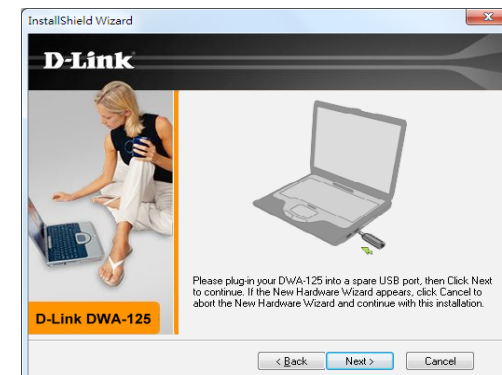 InstallShield Wizard
D-Link
Please plug-in your DWA-125 into a spare USB port, then Click Next
to continue. If the New Hardware Wizard appears, click Cancel to
abort the New Hardware Wizard and continue with this installation.
D-Link DWA-125
< Back Next > Cancel